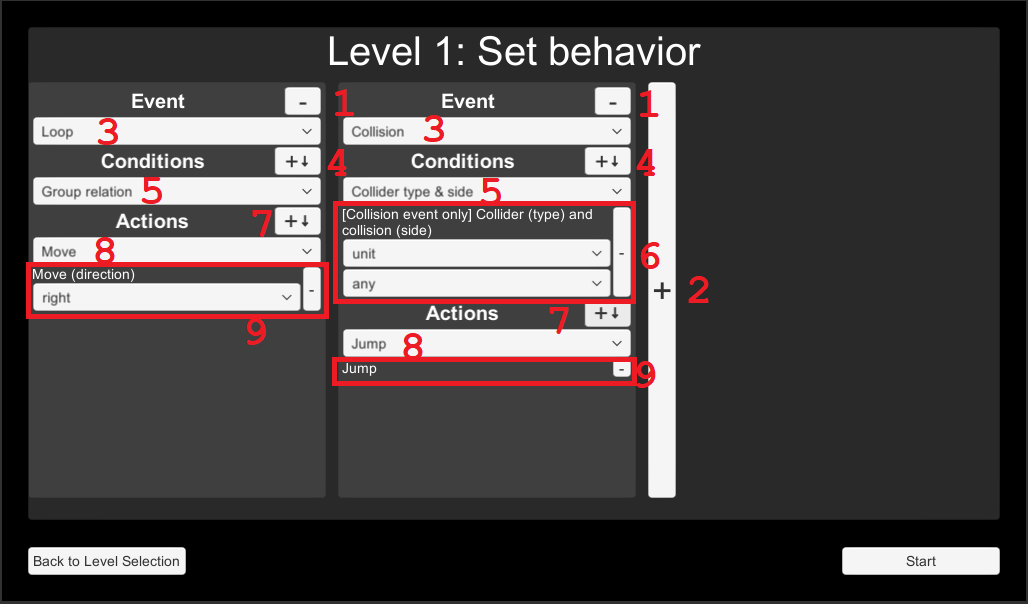 Level 1: Set behavior
Event - 1
Loop 3
Conditions + 4
Group relation 5
Actions 7 +
Move 8
Move (direction) -
right
9
Event - 1
Collision 3
Conditions + 4
Collider type & side 5
[Collision event only] Collider (type) and
collision (side)
unit - 6
any
Actions 7 +
Jump 8
Jump - 9
+ 2
Back to Level Selection
Start